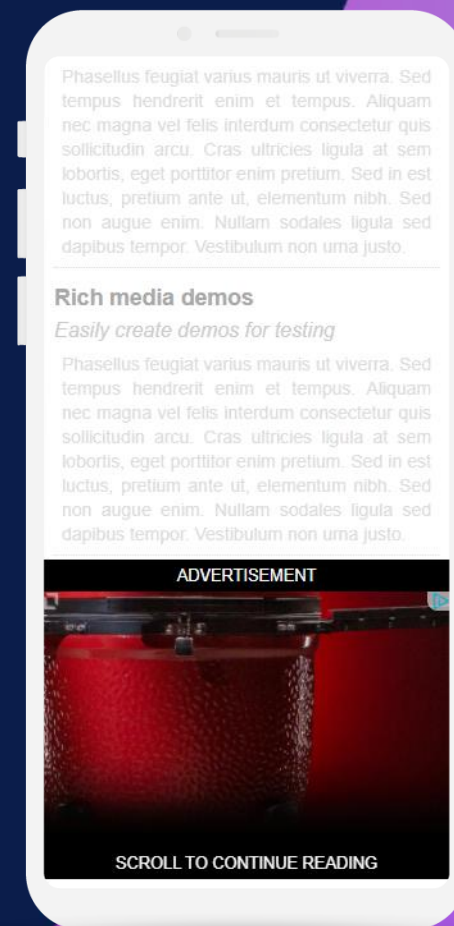 Phasellus feugiat varius mauris ut viverra. Sed
tempus hendrerit enim et tempus. Aliquam
nec magna vel felis interdum consectetur quis
sollicitudin arcu. Cras ultricies ligula at sem
lobortis, eget porttitor enim pretium. Sed in est
luctus, pretium ante ut, elementum nibh. Sed
non augue enim. Nullam sodales ligula sed
dapibus tempor. Vestibulum non urna justo.
Rich media demos
Easily create demos for testing
Phasellus feugiat varius mauris ut viverra. Sed
tempus hendrerit enim et tempus. Aliquam
nec magna vel felis interdum consectetur quis
sollicitudin arcu. Cras ultricies ligula at sem
lobortis, eget porttitor enim pretium. Sed in est
luctus, pretium ante ut, elementum nibh. Sed
non augue enim. Nullam sodales ligula sed
dapibus tempor. Vestibulum non urna justo.
ADVERTISEMENT
SCROLL TO CONTINUE READING